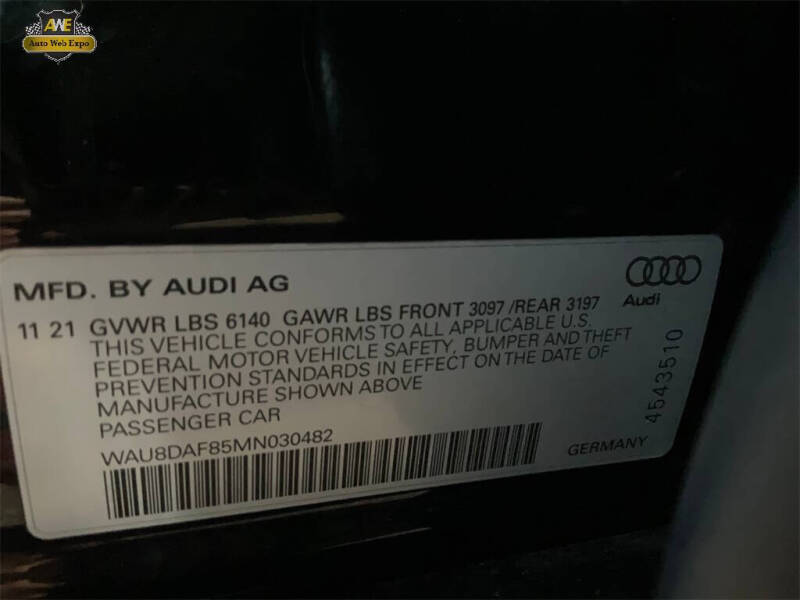 AWE
Auto Web Expo
MFD. BY AUDI AG
Audi
11 21 GVWR LBS 6140 GAWR LBS FRONT 3097 /REAR 3197
THIS VEHICLE CONFORMS TO ALL APPLICABLE U.S.
FEDERAL MOTOR VEHICLE SAFETY, BUMPER AND THEFT
PREVENTION STANDARDS IN EFFECT ON THE DATE OF
MANUFACTURE SHOWN ABOVE
PASSENGER CAR
WAU8DAF85MN030482
GERMANY
4543510